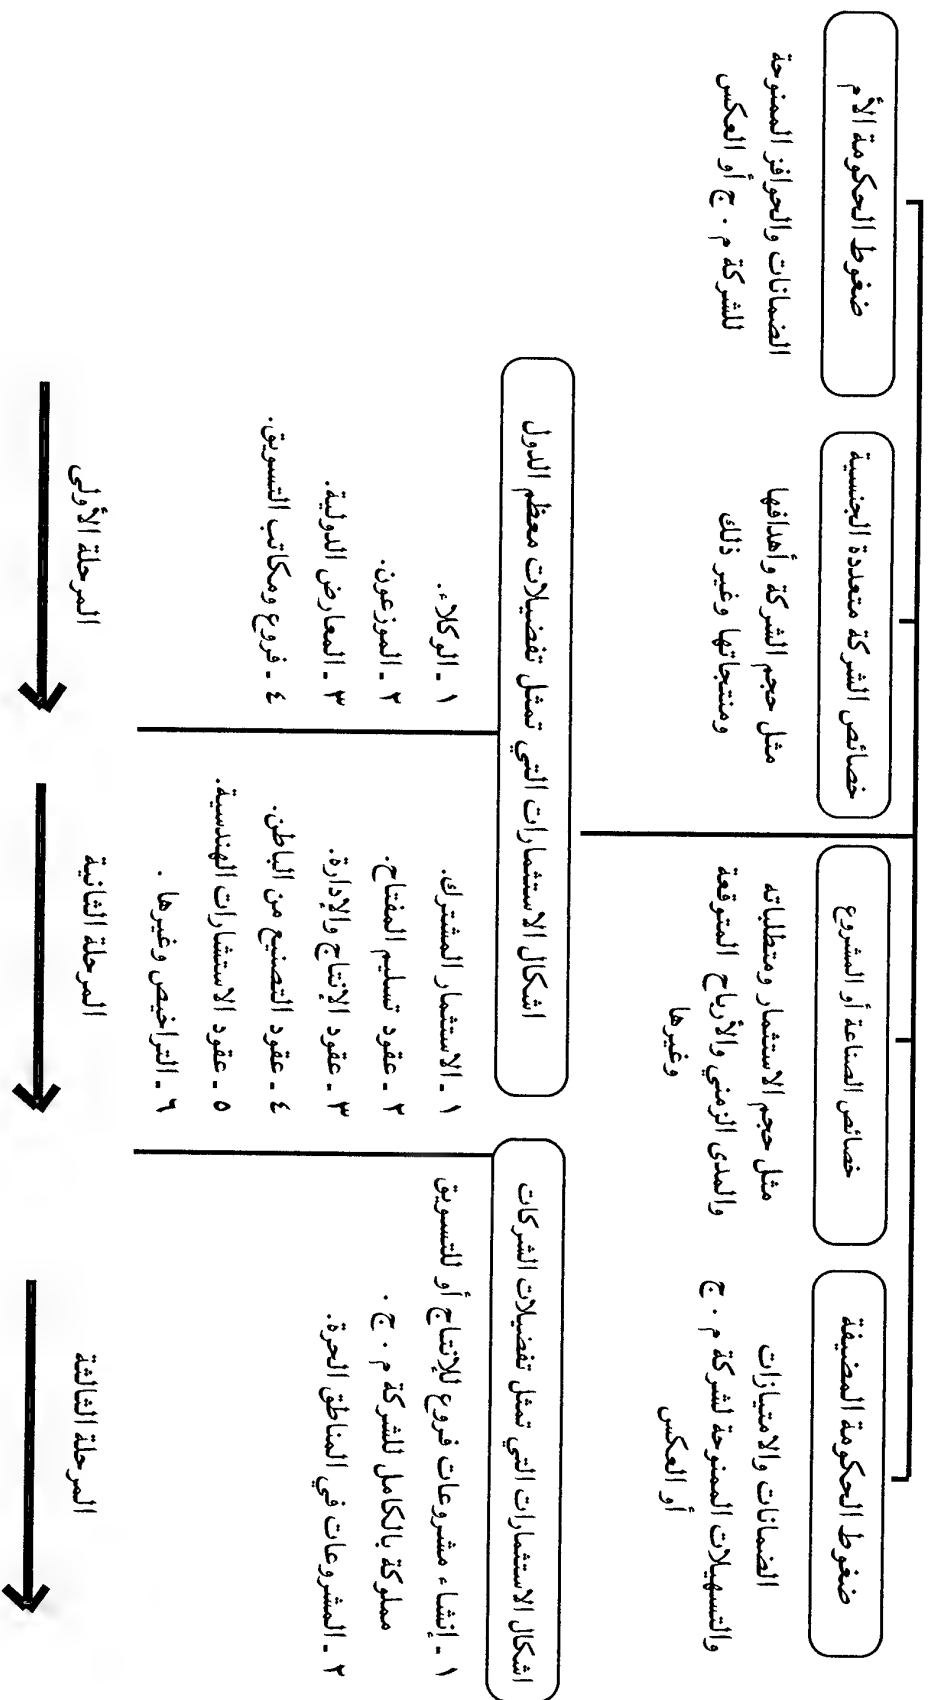 ضغوط الحكومة المضيفة
الضمانات والامتيازات
والتسهيلات الممنوحة لشركة م . ج
أو العكس
خصائص الصناعة أو المشروع
مثل حجم الاستثمار ومتطلباته
والمدى الزمني والأرباح المتوقعة
وغيرها
خصائص الشركة متعددة الجنسية
مثل حجم الشركة وأهدافها
ومنتجاتها وغير ذلك
ضغوط الحكومة الأم
الضمانات والحوافز الممنوحة
للشركة م . ج أو العكس
اشكال الاستثمارات التي تمثل تفضيلات الشركات
١ ـ إنشاء مشروعات فروع للإنتاج أو للتسويق
مملوكة بالكامل للشركة م . ج .
٢ ـ المشروعات في المناطق الحرة.
اشكال الاستثمارات التي تمثل تفضيلات معظم الدول
١ ـ الاستثمار المشترك.
٢ ـ عقود تسليم المفتاح.
٣ ـ عقود الإنتاج والإدارة.
٤ ـ عقود التصنيع من الباطن.
٥ ـ عقود الاستشارات الهندسية.
٦ ـ التراخيص وغيرها .
١ ـ الوكلاء.
٢ ـ الموزعون.
٣ ـ المعارض الدولية.
٤ ـ فروع ومكاتب التسويق.
المرحلة الثالثة
المرحلة الثانية
المرحلة الأولى